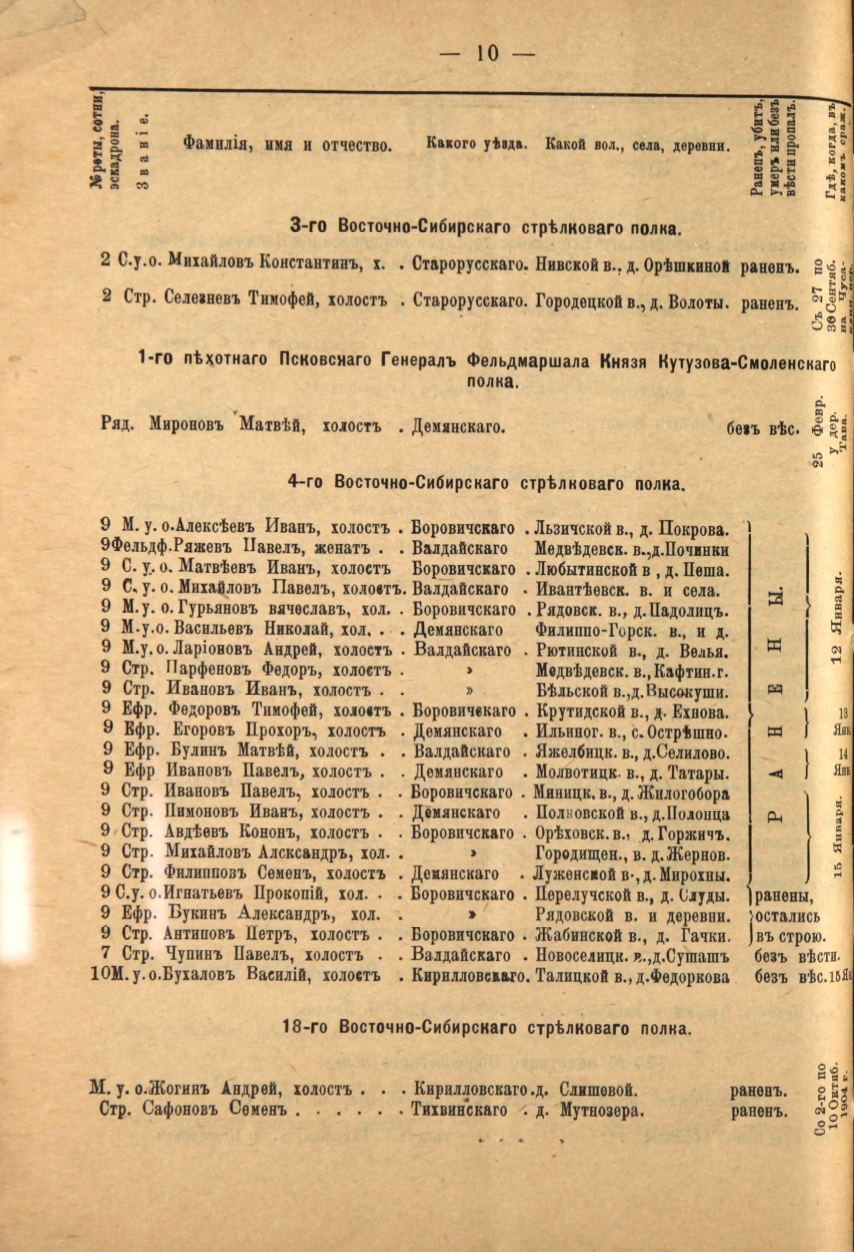 — 10 —
№ роты, сотни, эскадрона.
Званіе.
Фамилія, имя и отчество.
Какого уѣзда.
Какой вол., села, деревни.
Раненъ, убитъ, умеръ или безъ вѣсти пропалъ.
Гдѣ, когда, въ какомъ сраж.
3-го Восточно-Сибирскаго стрѣлковаго полка.
2 С.у.о. Михайловъ Константинъ, х. . Старорусскаго. Нивской в., д. Орѣшкиной раненъ.
2 Стр. Селезневъ Тимофей, холостъ . Старорусскаго. Городецкой в., д. Волоты. раненъ.
Съ 27 по
30 Сентяб.
на Чуса-
1-го пѣхотнаго Псковскаго Генералъ Фельдмаршала Князя Кутузова-Смоленскаго
полка.
Ряд. Мироновъ Матвѣй, холостъ . Демянскаго. безъ вѣс.
25 Февр.
у дер.
Тава.
4-го Восточно-Сибирскаго стрѣлковаго полка.
9 М. у. о. Алексѣевъ Иванъ, холостъ . Боровичскаго . Льзичской в., д. Покрова.
9 Фельдф. Ряжевъ Павелъ, женатъ . . Валдайскаго Медвѣдевск. в., д. Починки
9 С. у. о. Матвѣевъ Иванъ, холостъ Боровичскаго . Любытинской в , д. Пеша.
9 С. у. о. Михайловъ Павелъ, холостъ. Валдайскаго . Ивантѣевск. в. и села.
9 М. у. о. Гурьяновъ вячеславъ, хол. . Боровичскаго . Рядовск. в., д. Падолицъ.
9 М.у.о. Васильевъ Николай, хол. . . Демянскаго Филиппо-Горск. в., и д.
9 М.у. о. Ларіоновъ Андрей, холостъ . Валдайскаго . Рютинской в., д. Велья.
9 Стр. Парфеновъ Федоръ, холостъ . » Медвѣдевск. в., Кафтин.г.
9 Стр. Ивановъ Иванъ, холостъ . . » Бѣльской в., д. Высокуши.
9 Ефр. Федоровъ Тимофей, холостъ . Боровичскаго . Крутидской в., д. Ехнова.
9 Ефр. Егоровъ Прохоръ, холостъ . Демянскаго . Ильиног. в., с. Острѣшно.
9 Ефр. Булинъ Матвѣй, холостъ . . Валдайскаго . Яжелбицк. в., д. Селилово.
9 Ефр Ивановъ Павелъ, холостъ . . Демянскаго . Молвотицк. в., д. Татары.
9 Стр. Ивановъ Павелъ, холостъ . . Боровичскаго . Миницк. в., д. Жилогобора
9 Стр. Пимоновъ Иванъ, холостъ . . Демянскаго . Полновской в., д. Полонца
9 Стр. Авдѣевъ Кононъ, холостъ . . Боровичскаго . Орѣховск. в., д. Горжичъ.
9 Стр. Михайловъ Александръ, хол. . » Городищен., в. д. Жернов.
9 Стр. Филипповъ Семенъ, холостъ . Демянскаго . Луженской в., д. Мирохны.
РАНЕНЫ.
12 Января.
13 Янв
14 Янв
15 Января.
9 С.у. о. Игнатьевъ Прокопій, хол. . . Боровичскаго . Перелучской в., д. Слуды. раненъ,
9 Ефр. Букинъ Александръ, хол. . » Рядовской в. и деревни. остались
9 Стр. Антиповъ Петръ, холостъ . . Боровичскаго . Жабинской в., д. Гачки. въ строю.
7 Стр. Чупинъ Павелъ, холостъ . . Валдайскаго . Новоселицк. в., д. Суташъ безъ вѣсти.
10 М. у. о. Бухаловъ Василій, холостъ . Кирилловскаго. Талицкой в., д. Федоркова безъ вѣс. 15 Янв
18-го Восточно-Сибирскаго стрѣлковаго полка.
М. у. о. Жогинъ Андрей, холостъ . . . Кирилловскаго. д. Слишевой. раненъ.
Стр. Сафоновъ Семенъ . . . . . . Тихвинскаго . д. Мутнозера. раненъ.
Со 2-го по
10 Октяб.
1904 г.